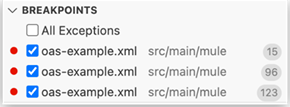 BREAKPOINTS
All Exceptions
oas-example.xml src/main/mule 15
oas-example.xml src/main/mule 96
oas-example.xml src/main/mule 123